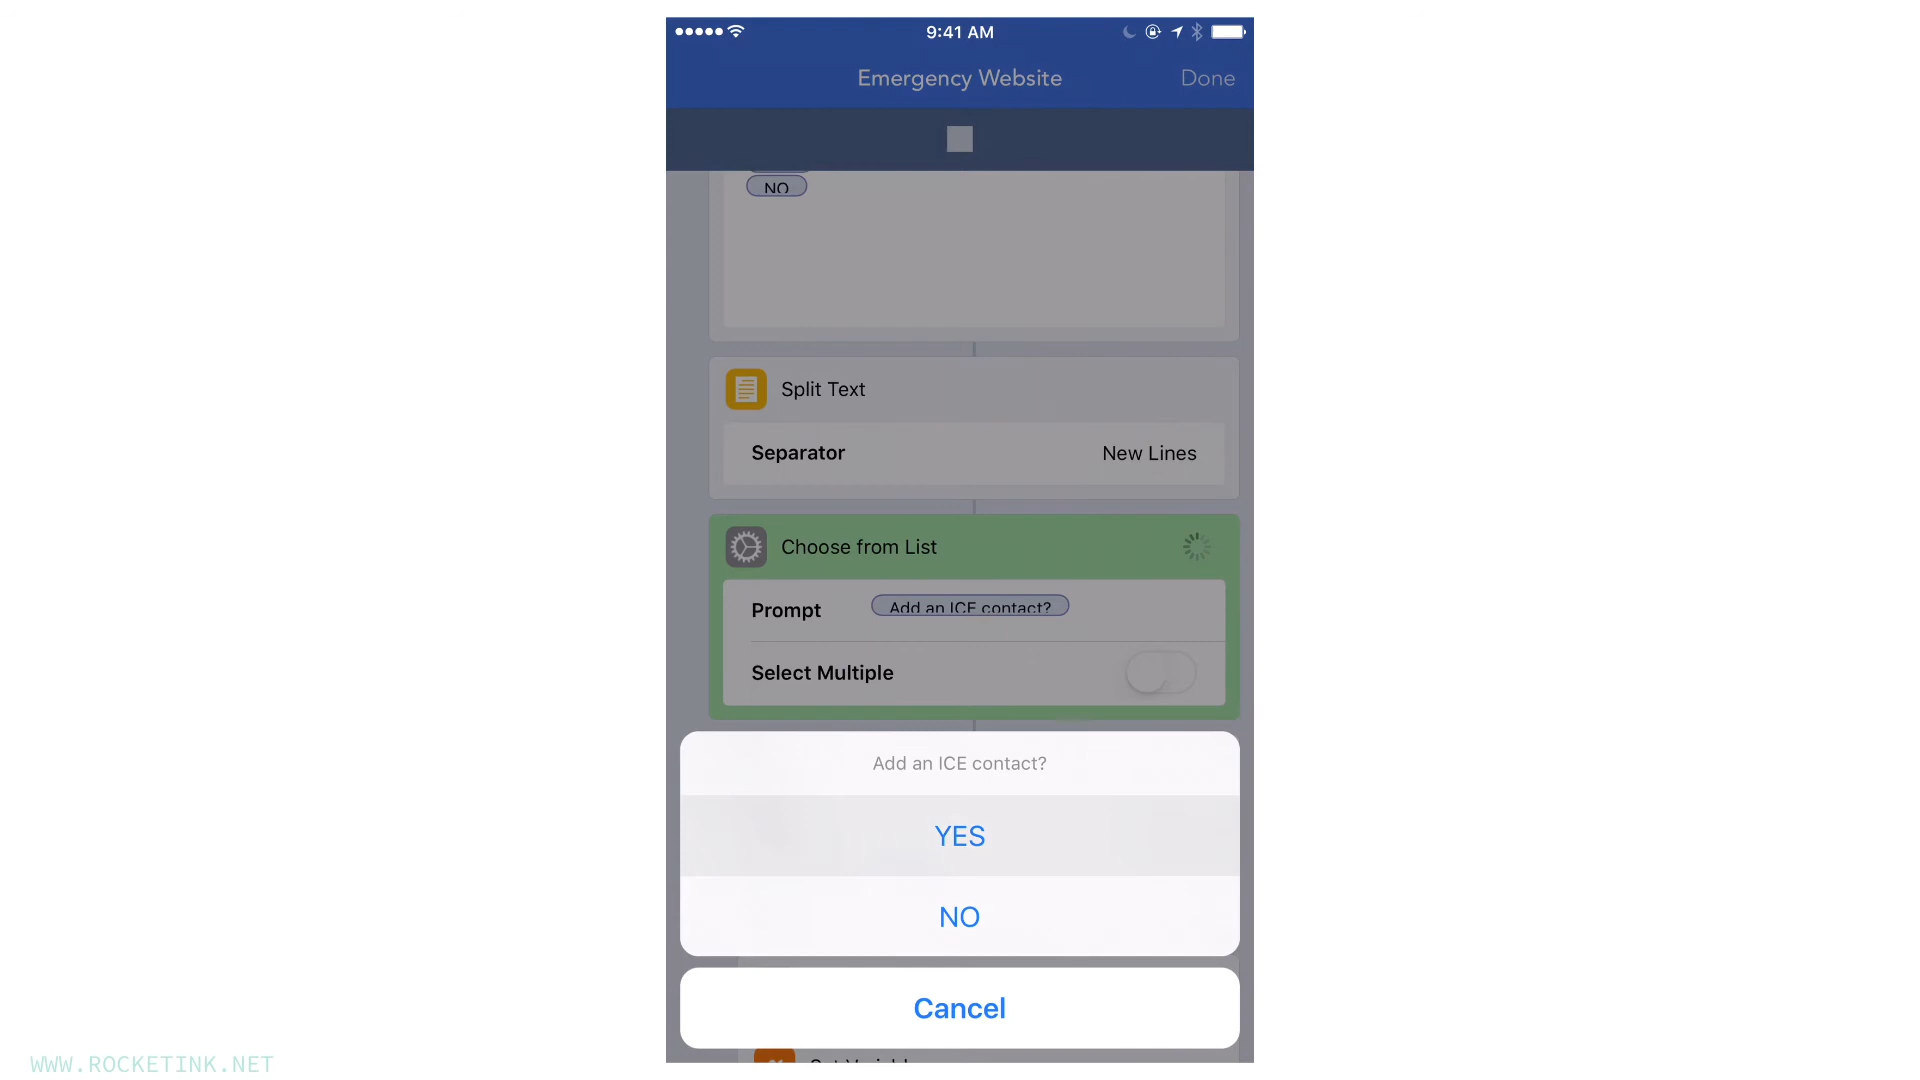 9:41 AM
Emergency Website
Done
NO
Split Text
Separator
New Lines
Choose from List
Prompt
Add an ICE contact?
Select Multiple
Add an ICE contact?
YES
NO
Cancel
WWW.ROCKETINK.NET